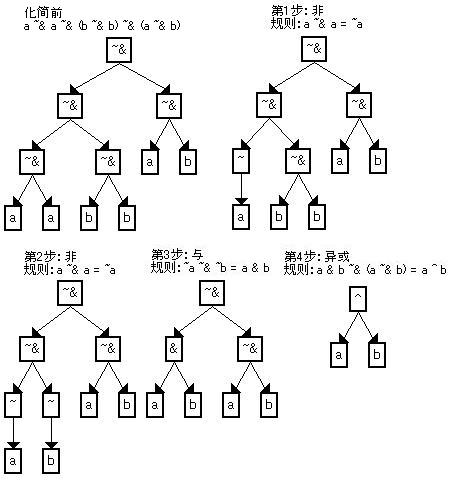 化简前
a ~& a ~& (b ~& b) ~& (a ~& b)
~&
~& ~&
~& ~& a b
a a b b
第1步: 非
规则: a ~& a = ~a
~&
~& ~&
~ ~& a b
a b b
第2步: 非
规则: a ~& a = ~a
~&
~& ~&
~ ~ a b
a b
第3步: 与
规则: ~a ~& ~b = a & b
~&
& ~&
a b a b
第4步: 异或
规则: a & b ~& (a ~& b) = a ^ b
^
a b